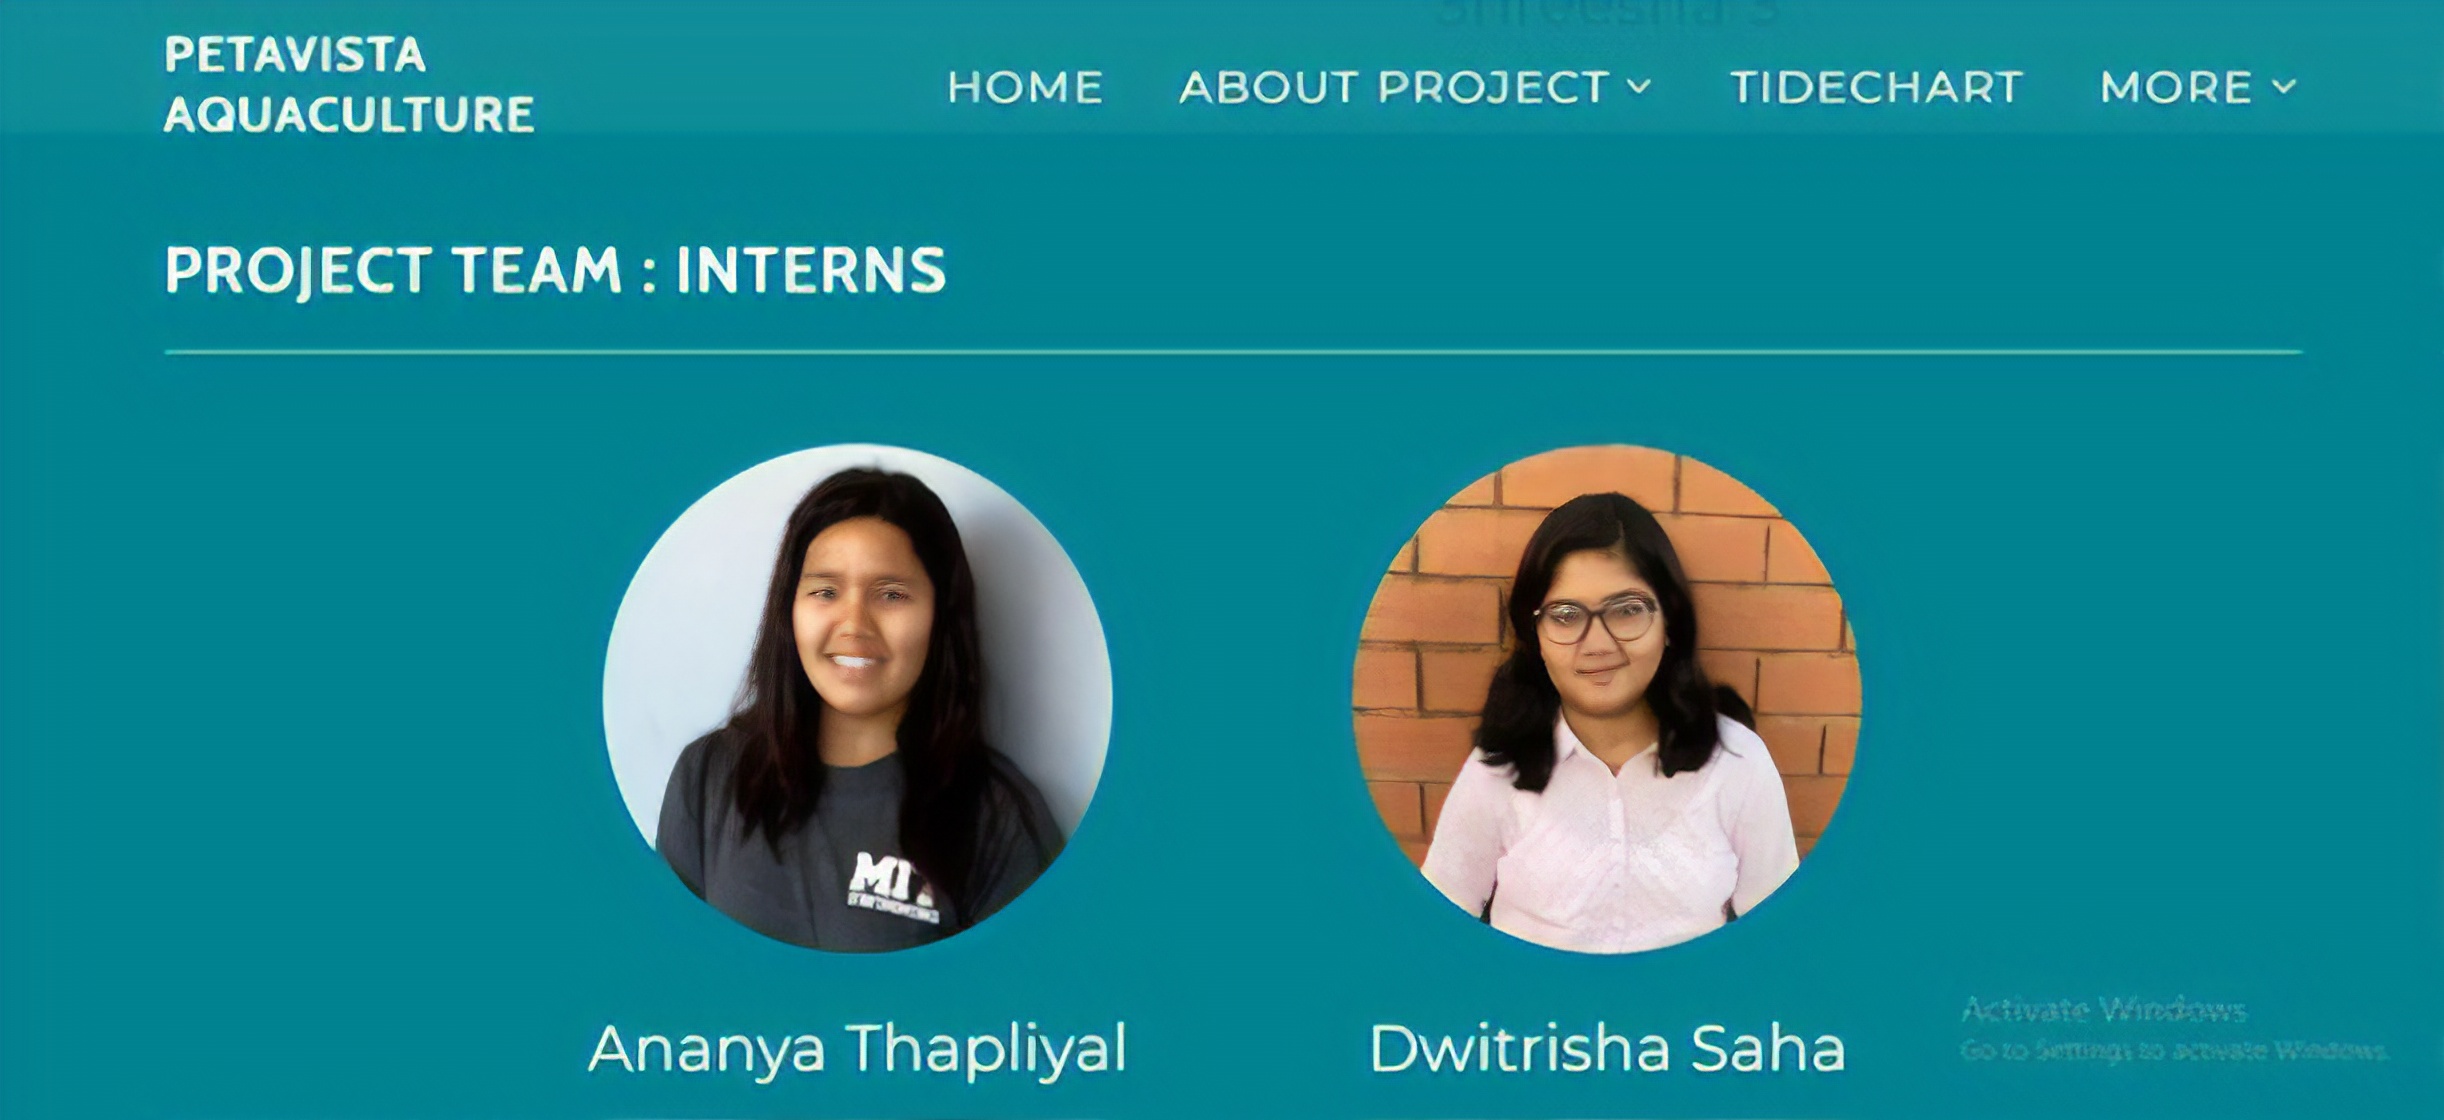 PETAVISTA
AQUACULTURE
HOME ABOUT PROJECT TIDECHART MORE
PROJECT TEAM : INTERNS
Ananya Thapliyal
Dwitrisha Saha
Activate Windows
Go to Settings to activate Windows.